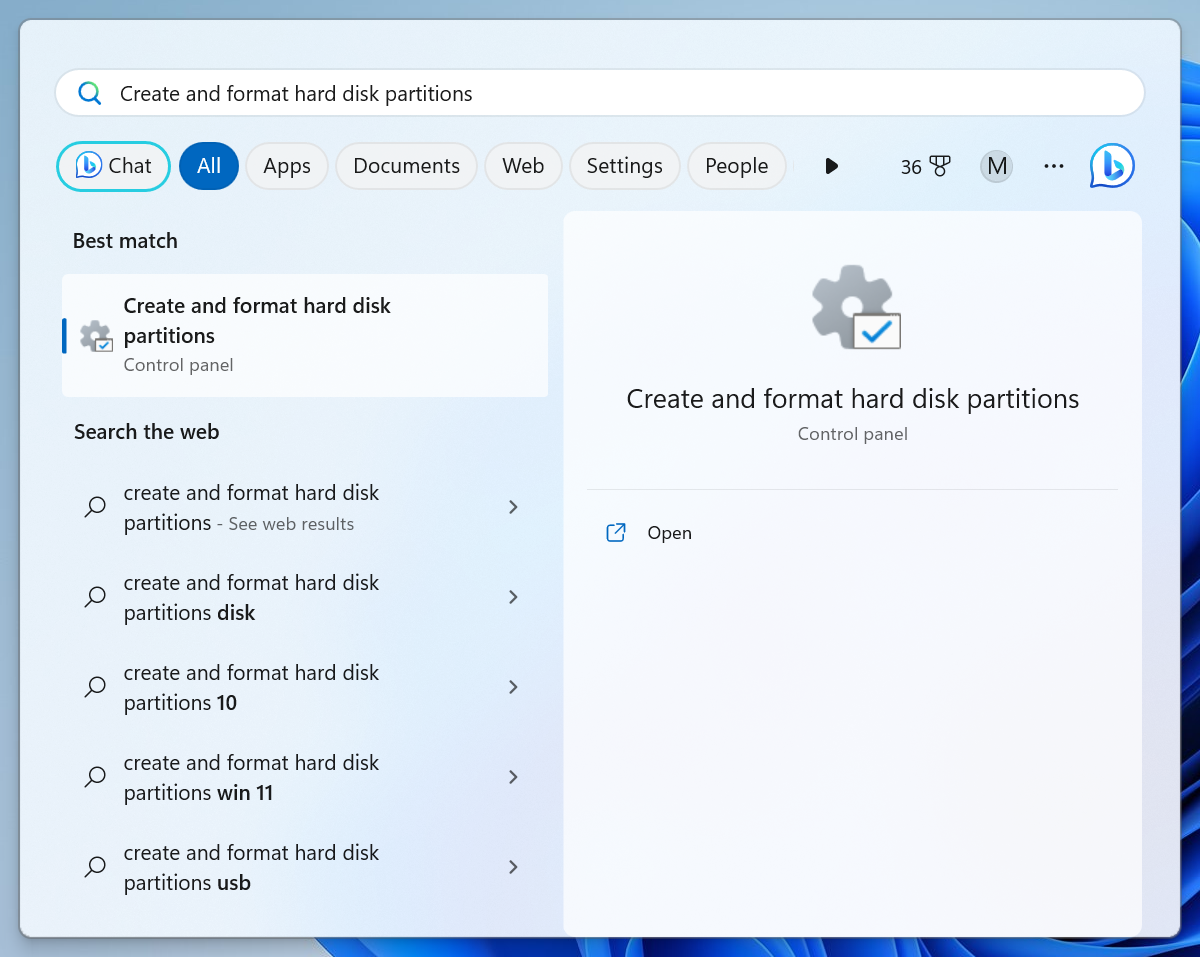 Create and format hard disk partitions
Chat
All
Apps
Documents
Web
Settings
People
36
M
Best match
Create and format hard disk
partitions
Control panel
Search the web
create and format hard disk
partitions - See web results
create and format hard disk
partitions disk
create and format hard disk
partitions 10
create and format hard disk
partitions win 11
create and format hard disk
partitions usb
Create and format hard disk partitions
Control panel
Open